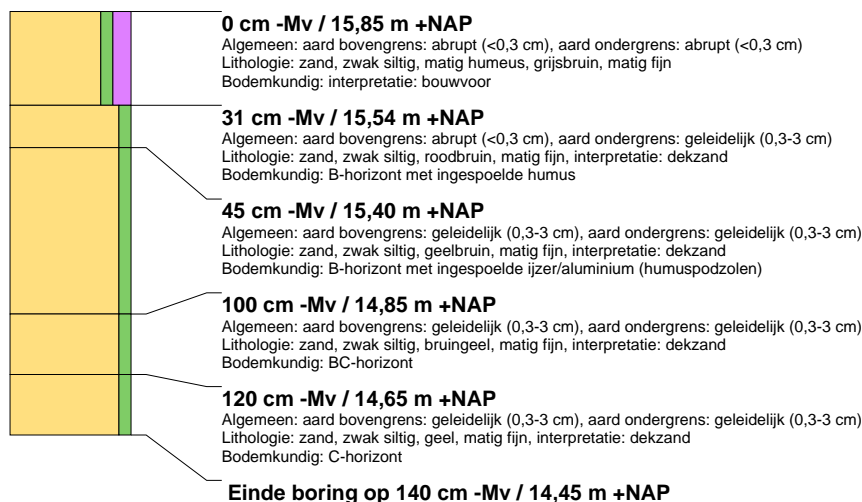 0 cm -Mv / 15,85 m +NAP
Algemeen: aard bovengrens: abrupt (<0,3 cm), aard ondergrens: abrupt (<0,3 cm)
Lithologie: zand, zwak siltig, matig humeus, grijsbruin, matig fijn
Bodemkundig: interpretatie: bouwvoor
31 cm -Mv / 15,54 m +NAP
Algemeen: aard bovengrens: abrupt (<0,3 cm), aard ondergrens: geleidelijk (0,3-3 cm)
Lithologie: zand, zwak siltig, roodbruin, matig fijn, interpretatie: dekzand
Bodemkundig: B-horizont met ingespoelde humus
45 cm -Mv / 15,40 m +NAP
Algemeen: aard bovengrens: geleidelijk (0,3-3 cm), aard ondergrens: geleidelijk (0,3-3 cm)
Lithologie: zand, zwak siltig, geelbruin, matig fijn, interpretatie: dekzand
Bodemkundig: B-horizont met ingespoelde ijzer/aluminium (humuspodzolen)
100 cm -Mv / 14,85 m +NAP
Algemeen: aard bovengrens: geleidelijk (0,3-3 cm), aard ondergrens: geleidelijk (0,3-3 cm)
Lithologie: zand, zwak siltig, bruingeel, matig fijn, interpretatie: dekzand
Bodemkundig: BC-horizont
120 cm -Mv / 14,65 m +NAP
Algemeen: aard bovengrens: geleidelijk (0,3-3 cm), aard ondergrens: geleidelijk (0,3-3 cm)
Lithologie: zand, zwak siltig, geel, matig fijn, interpretatie: dekzand
Bodemkundig: C-horizont
Einde boring op 140 cm -Mv / 14,45 m +NAP